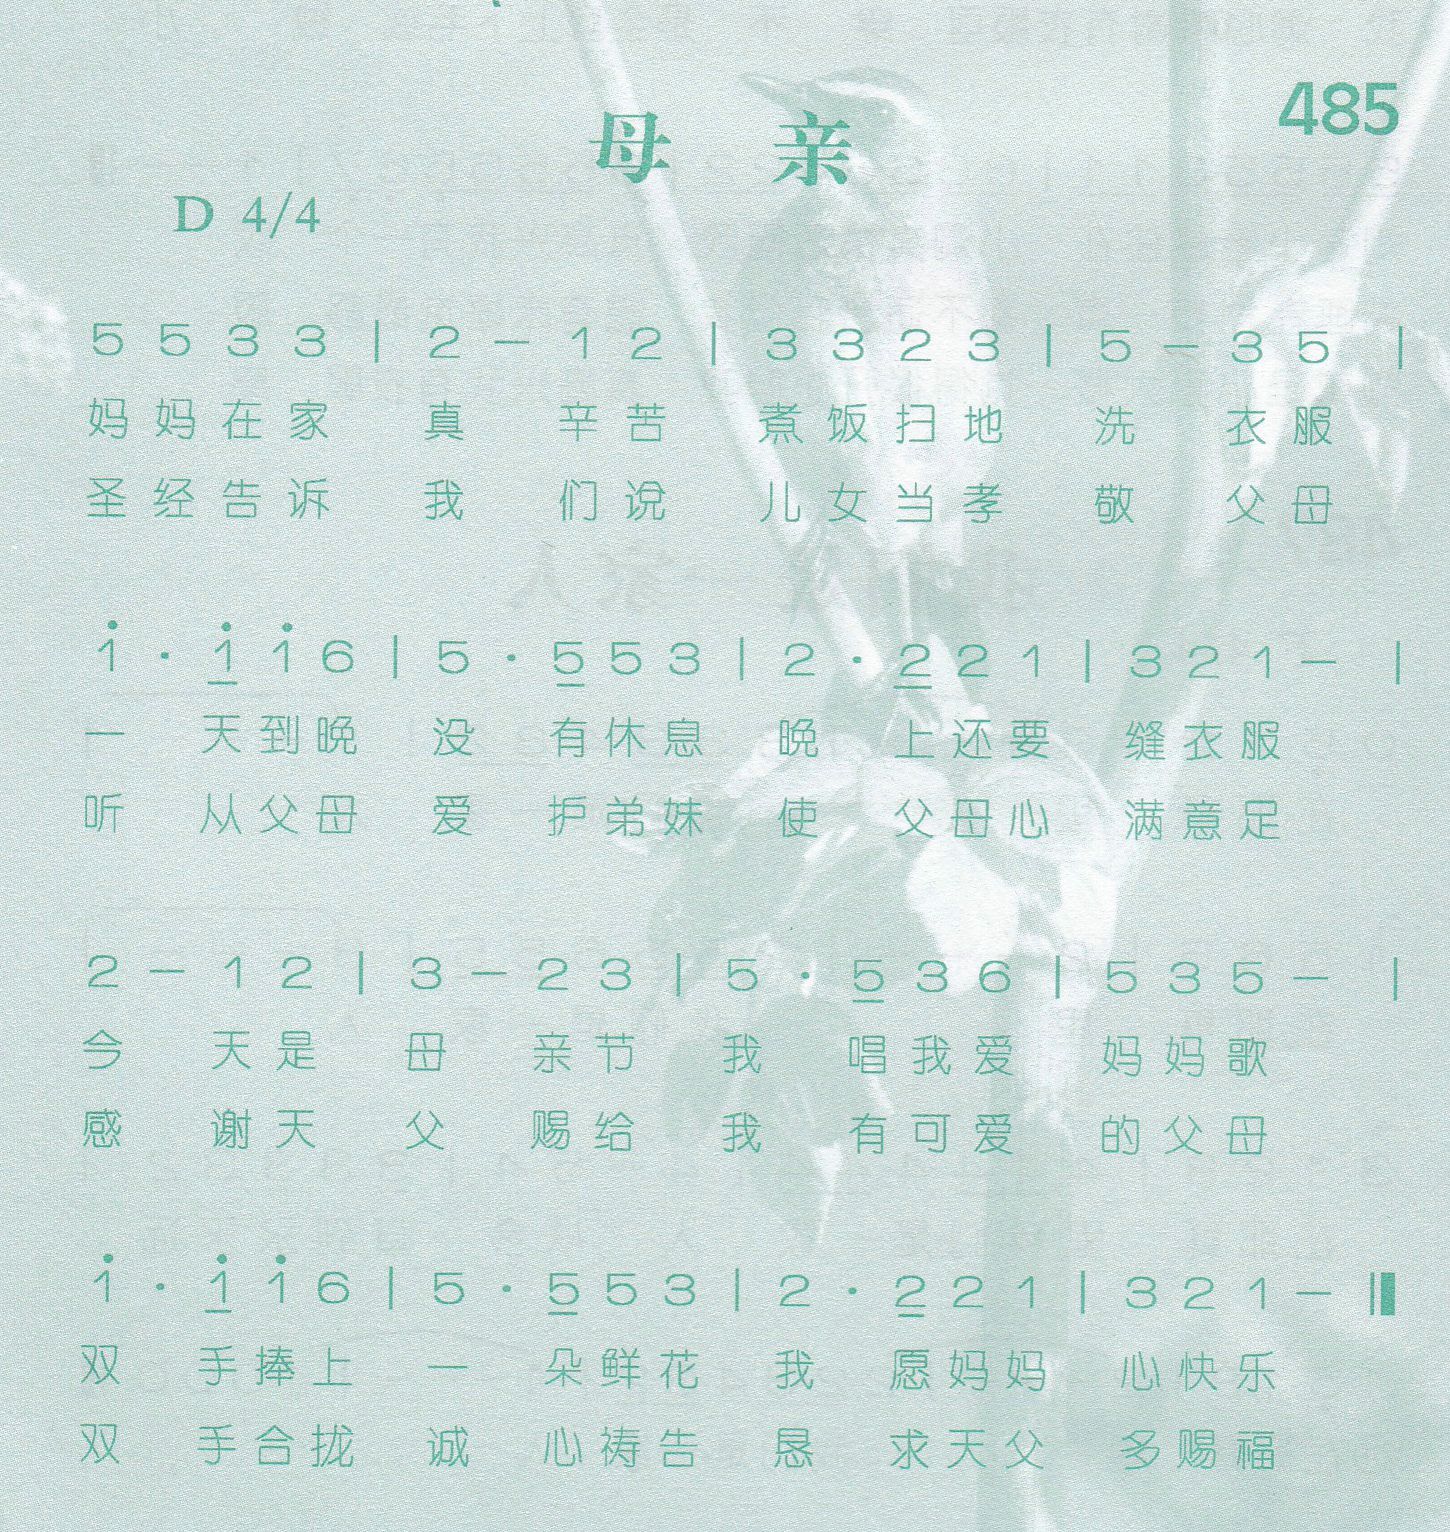 485
母 亲
D 4/4
5 5 3 3 | 2 — 1 2 | 3 3 2 3 | 5 — 3 5 |
妈 妈 在 家 真 辛 苦 煮 饭 扫 地 洗 衣 服
圣 经 告 诉 我 们 说 儿 女 当 孝 敬 父 母
1̇ · 1̲̇ 1̇ 6 | 5 · 5̲ 5 3 | 2 · 2̲ 2 1 | 3 2 1 — |
一 天 到 晚 没 有 休 息 晚 上 还 要 缝 衣 服
听 从 父 母 爱 护 弟 妹 使 父 母 心 满 意 足
2 — 1 2 | 3 — 2 3 | 5 · 5̲ 3 6 | 5 3 5 — |
今 天 是 母 亲 节 我 唱 我 爱 妈 妈 歌
感 谢 天 父 赐 给 我 有 可 爱 的 父 母
1̇ · 1̲̇ 1̇ 6 | 5 · 5̲ 5 3 | 2 · 2̲ 2 1 | 3 2 1 — ‖
双 手 捧 上 一 朵 鲜 花 我 愿 妈 妈 心 快 乐
双 手 合 拢 诚 心 祷 告 恳 求 天 父 多 赐 福